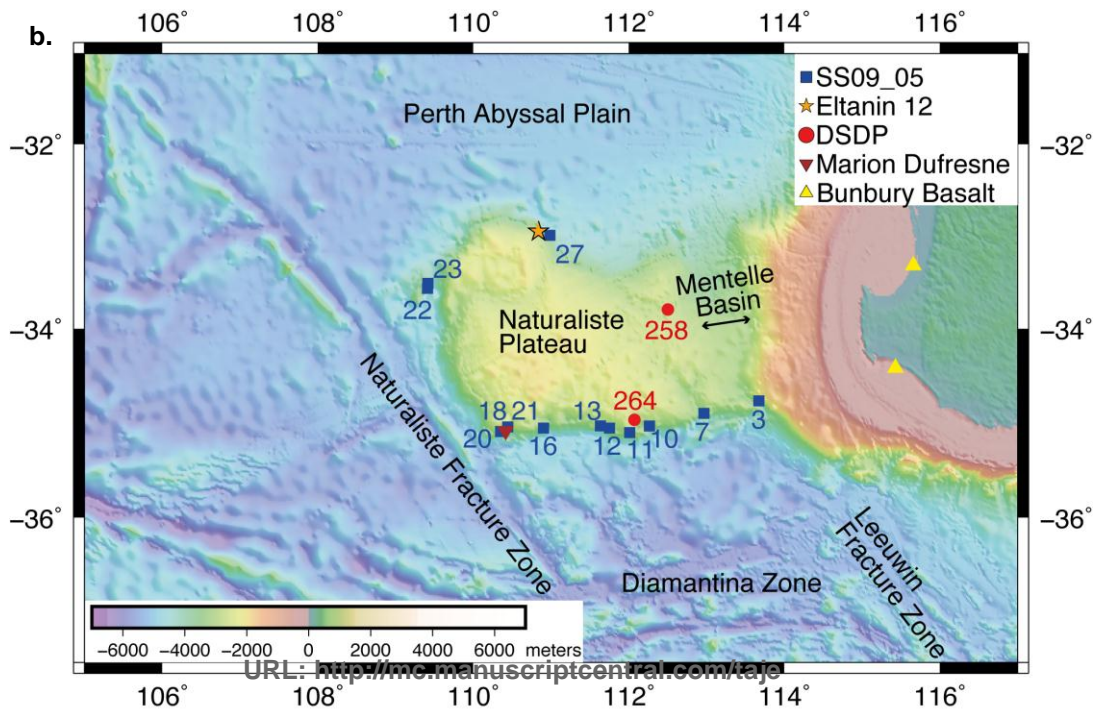 b.
106° 108° 110° 112° 114° 116°
SS09_05
Eltanin 12
DSDP
Marion Dufresne
Bunbury Basalt
Perth Abyssal Plain
−32° −32°
27
23
22
Mentelle
Basin
258
Naturaliste
Plateau
−34° −34°
Naturaliste Fracture Zone
264
18 21 13 3
20 16 12 11 10 7
−36° −36°
Leeuwin
Fracture Zone
Diamantina Zone
−6000 −4000 −2000 0 2000 4000 6000 meters
URL: http://mc.manuscriptcentral.com/taje
106° 108° 110° 112° 114° 116°